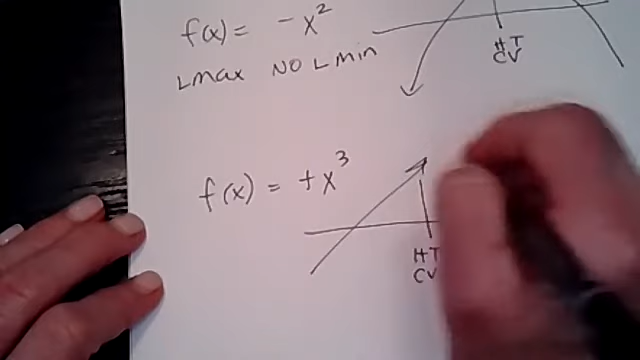 f(x) = -x²
Lmax NO Lmin
HT
CV
f(x) = +x³
HT
CV